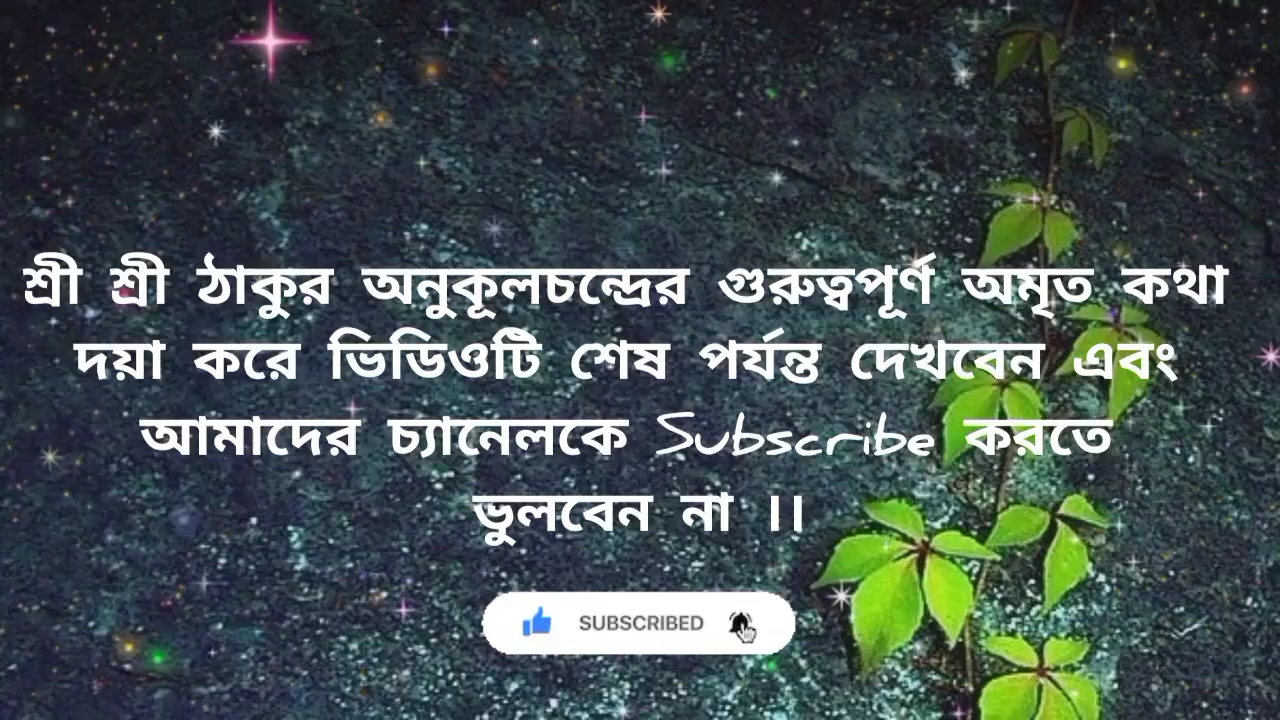 শ্রী শ্রী ঠাকুর অনুকূলচন্দ্রের গুরুত্বপূর্ণ অমৃত কথা
দয়া করে ভিডিওটি শেষ পর্যন্ত দেখবেন এবং
আমাদের চ্যানেলকে Subscribe করতে
ভুলবেন না ।।
SUBSCRIBED